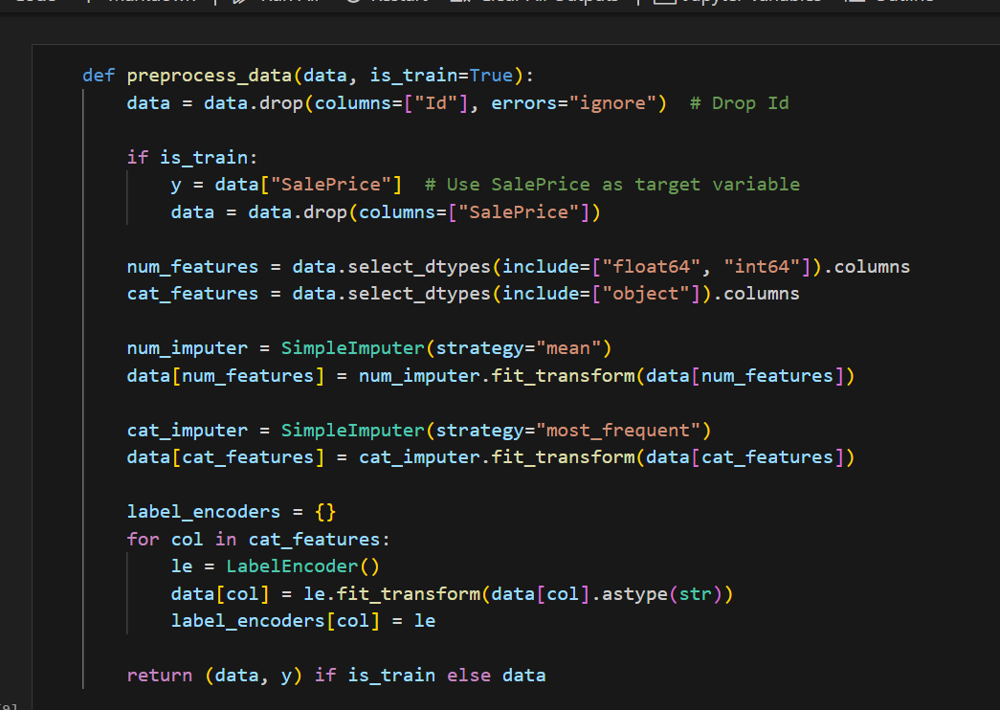 def preprocess_data(data, is_train=True):
    data = data.drop(columns=["Id"], errors="ignore")  # Drop Id

    if is_train:
        y = data["SalePrice"]  # Use SalePrice as target variable
        data = data.drop(columns=["SalePrice"])

    num_features = data.select_dtypes(include=["float64", "int64"]).columns
    cat_features = data.select_dtypes(include=["object"]).columns

    num_imputer = SimpleImputer(strategy="mean")
    data[num_features] = num_imputer.fit_transform(data[num_features])

    cat_imputer = SimpleImputer(strategy="most_frequent")
    data[cat_features] = cat_imputer.fit_transform(data[cat_features])

    label_encoders = {}
    for col in cat_features:
        le = LabelEncoder()
        data[col] = le.fit_transform(data[col].astype(str))
        label_encoders[col] = le

    return (data, y) if is_train else data